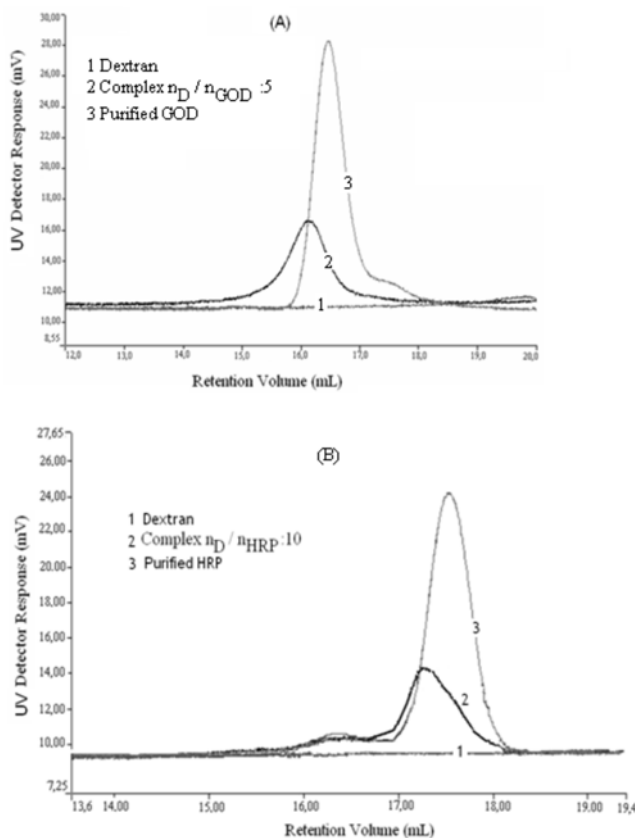 (A)
UV Detector Response (mV)
30,00
28,00
26,00
24,00
22,00
20,00
18,00
16,00
14,00
12,00
10,00
8,55
1 Dextran
2 Complex nD / nGOD :5
3 Purified GOD
3
2
1
12,0 13,0 14,0 15,0 16,0 17,0 18,0 19,0 20,0
Retention Volume (mL)
(B)
UV Detector Response (mV)
27,65
26,00
24,00
22,00
20,00
18,00
16,00
14,00
12,00
10,00
7,25
1 Dextran
2 Complex nD / nHRP :10
3 Purified HRP
3
2
1
13,6 14,00 15,00 16,00 17,00 18,00 19,4
Retention Volume (mL)